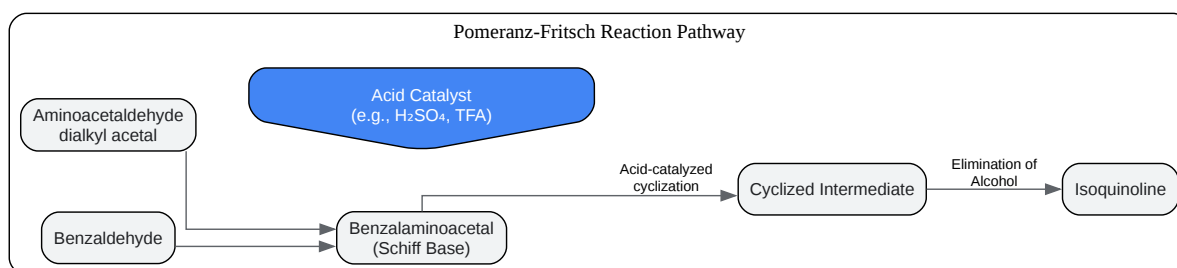 Pomeranz-Fritsch Reaction Pathway
Acid Catalyst
(e.g., H₂SO₄, TFA)
Aminoacetaldehyde
dialkyl acetal
Benzaldehyde
Benzalaminoacetal
(Schiff Base)
Acid-catalyzed
cyclization
Cyclized Intermediate
Elimination of
Alcohol
Isoquinoline